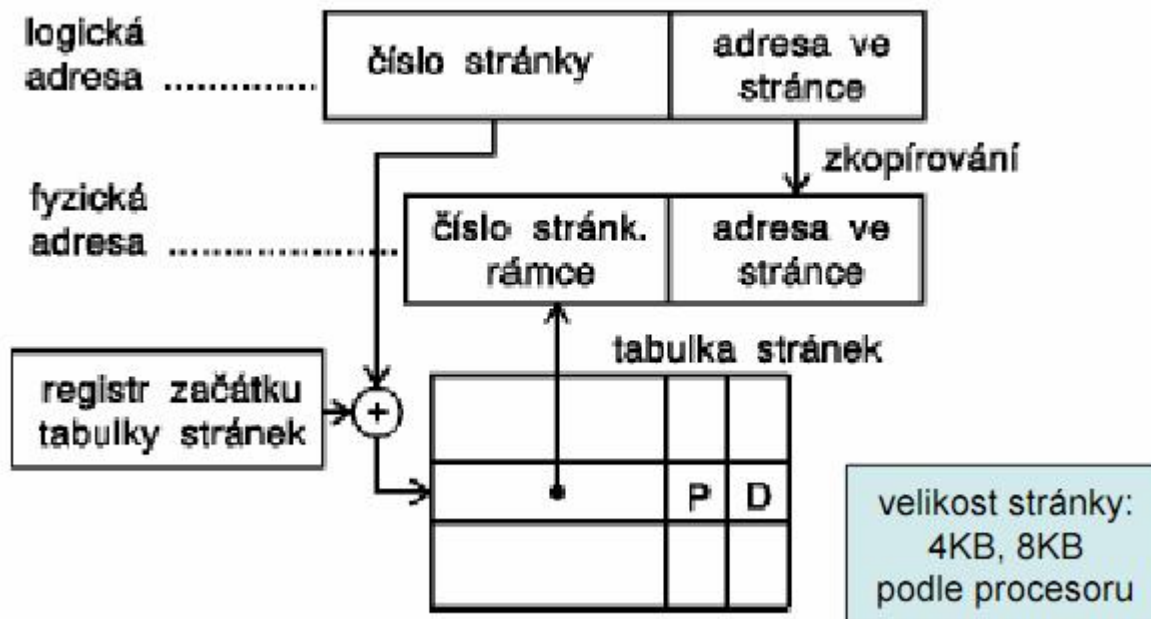 logická
adresa ..............
číslo stránky
adresa ve
stránce
zkopírování
fyzická
adresa ......................
číslo stránk.
rámce
adresa ve
stránce
tabulka stránek
registr začátku
tabulky stránek
+
P D
velikost stránky:
4KB, 8KB
podle procesoru